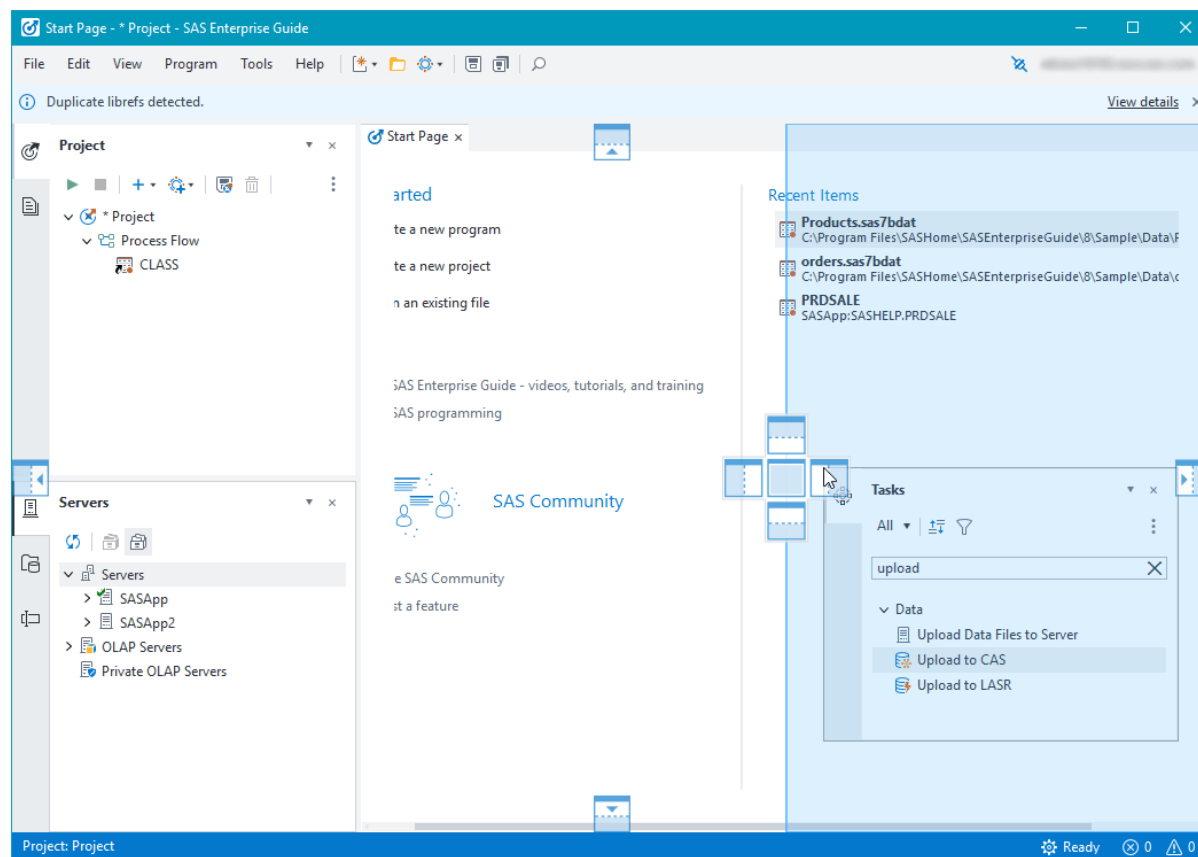 Start Page - * Project - SAS Enterprise Guide
File Edit View Program Tools Help
Duplicate librefs detected.
View details
Project
* Project
Process Flow
CLASS
Servers
Servers
SASApp
SASApp2
OLAP Servers
Private OLAP Servers
Start Page
arted
te a new program
te a new project
n an existing file
SAS Enterprise Guide - videos, tutorials, and training
SAS programming
SAS Community
e SAS Community
st a feature
Recent Items
Products.sas7bdat
C:\Program Files\SASHome\SASEnterpriseGuide\8\Sample\Data\P
orders.sas7bdat
C:\Program Files\SASHome\SASEnterpriseGuide\8\Sample\Data\c
PRDSALE
SASApp:SASHELP.PRDSALE
Tasks
All
upload
Data
Upload Data Files to Server
Upload to CAS
Upload to LASR
Project: Project
Ready 0 0